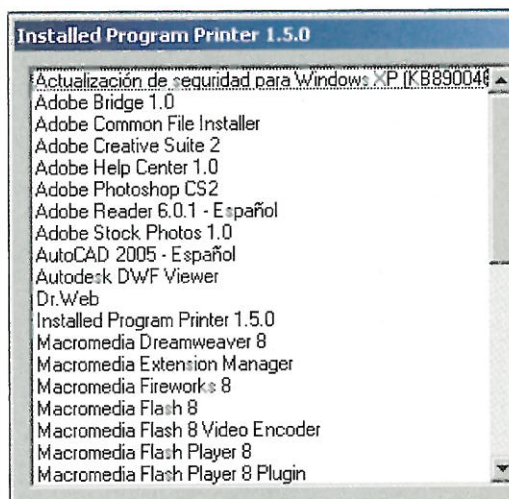 Installed Program Printer 1.5.0
Actualización de seguridad para Windows XP (KB89004
Adobe Bridge 1.0
Adobe Common File Installer
Adobe Creative Suite 2
Adobe Help Center 1.0
Adobe Photoshop CS2
Adobe Reader 6.0.1 - Español
Adobe Stock Photos 1.0
AutoCAD 2005 - Español
Autodesk DWF Viewer
Dr.Web
Installed Program Printer 1.5.0
Macromedia Dreamweaver 8
Macromedia Extension Manager
Macromedia Fireworks 8
Macromedia Flash 8
Macromedia Flash 8 Video Encoder
Macromedia Flash Player 8
Macromedia Flash Player 8 Plugin